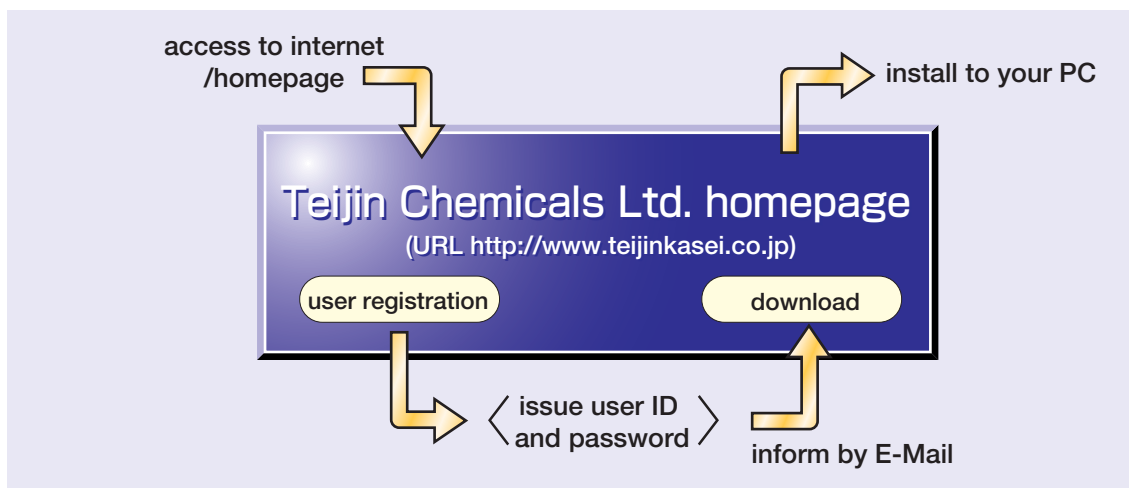 access to internet
/homepage
install to your PC
Teijin Chemicals Ltd. homepage
(URL http://www.teijinkasei.co.jp)
user registration
download
issue user ID
and password
inform by E-Mail